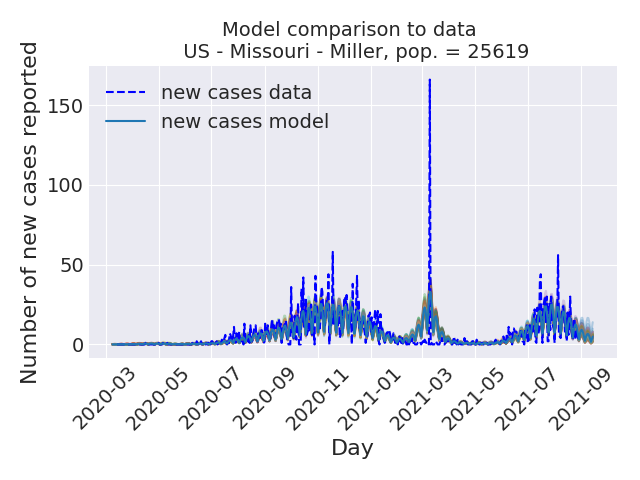 Model comparison to data
US - Missouri - Miller, pop. = 25619
Number of new cases reported
150
100
50
0
new cases data
new cases model
2020-03
2020-05
2020-07
2020-09
2020-11
2021-01
2021-03
2021-05
2021-07
2021-09
Day